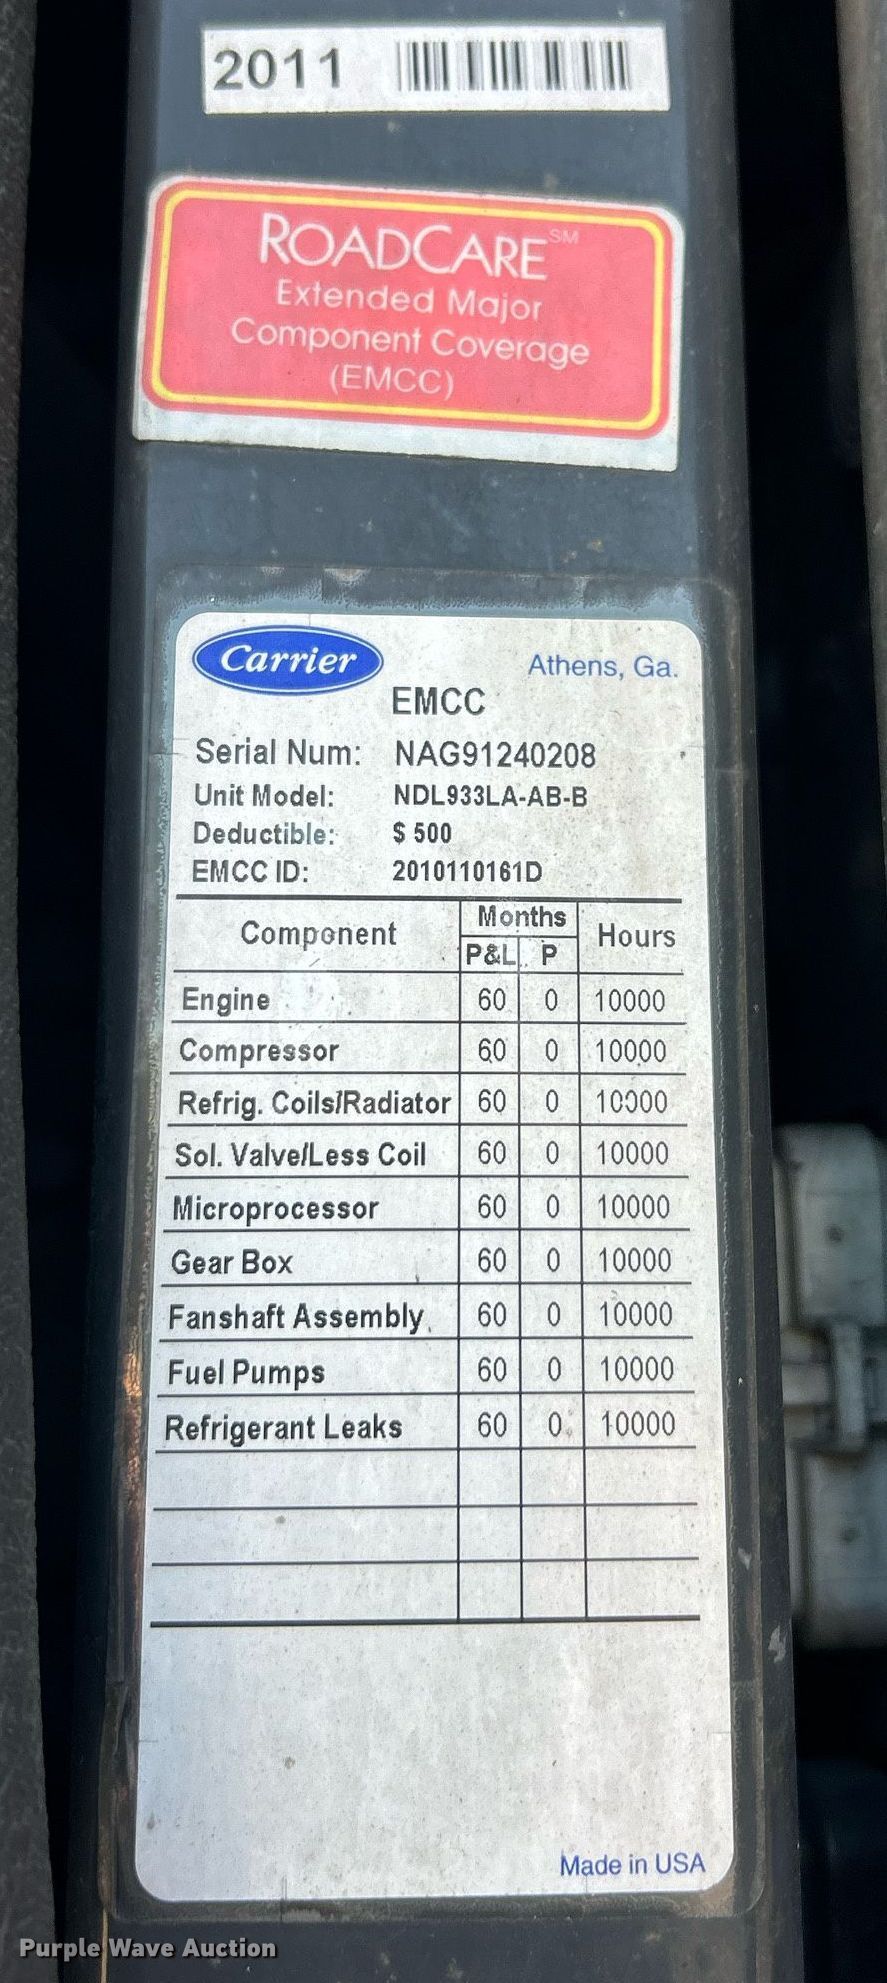 2011
ROADCARE SM
Extended Major
Component Coverage
(EMCC)
Carrier
Athens, Ga.
EMCC
Serial Num: NAG91240208
Unit Model: NDL933LA-AB-B
Deductible: $ 500
EMCC ID: 2010110161D
Component Months Hours
P&L P
Engine 60 0 10000
Compressor 60 0 10000
Refrig. Coils/Radiator 60 0 10000
Sol. Valve/Less Coil 60 0 10000
Microprocessor 60 0 10000
Gear Box 60 0 10000
Fanshaft Assembly 60 0 10000
Fuel Pumps 60 0 10000
Refrigerant Leaks 60 0 10000
Made in USA
Purple Wave Auction